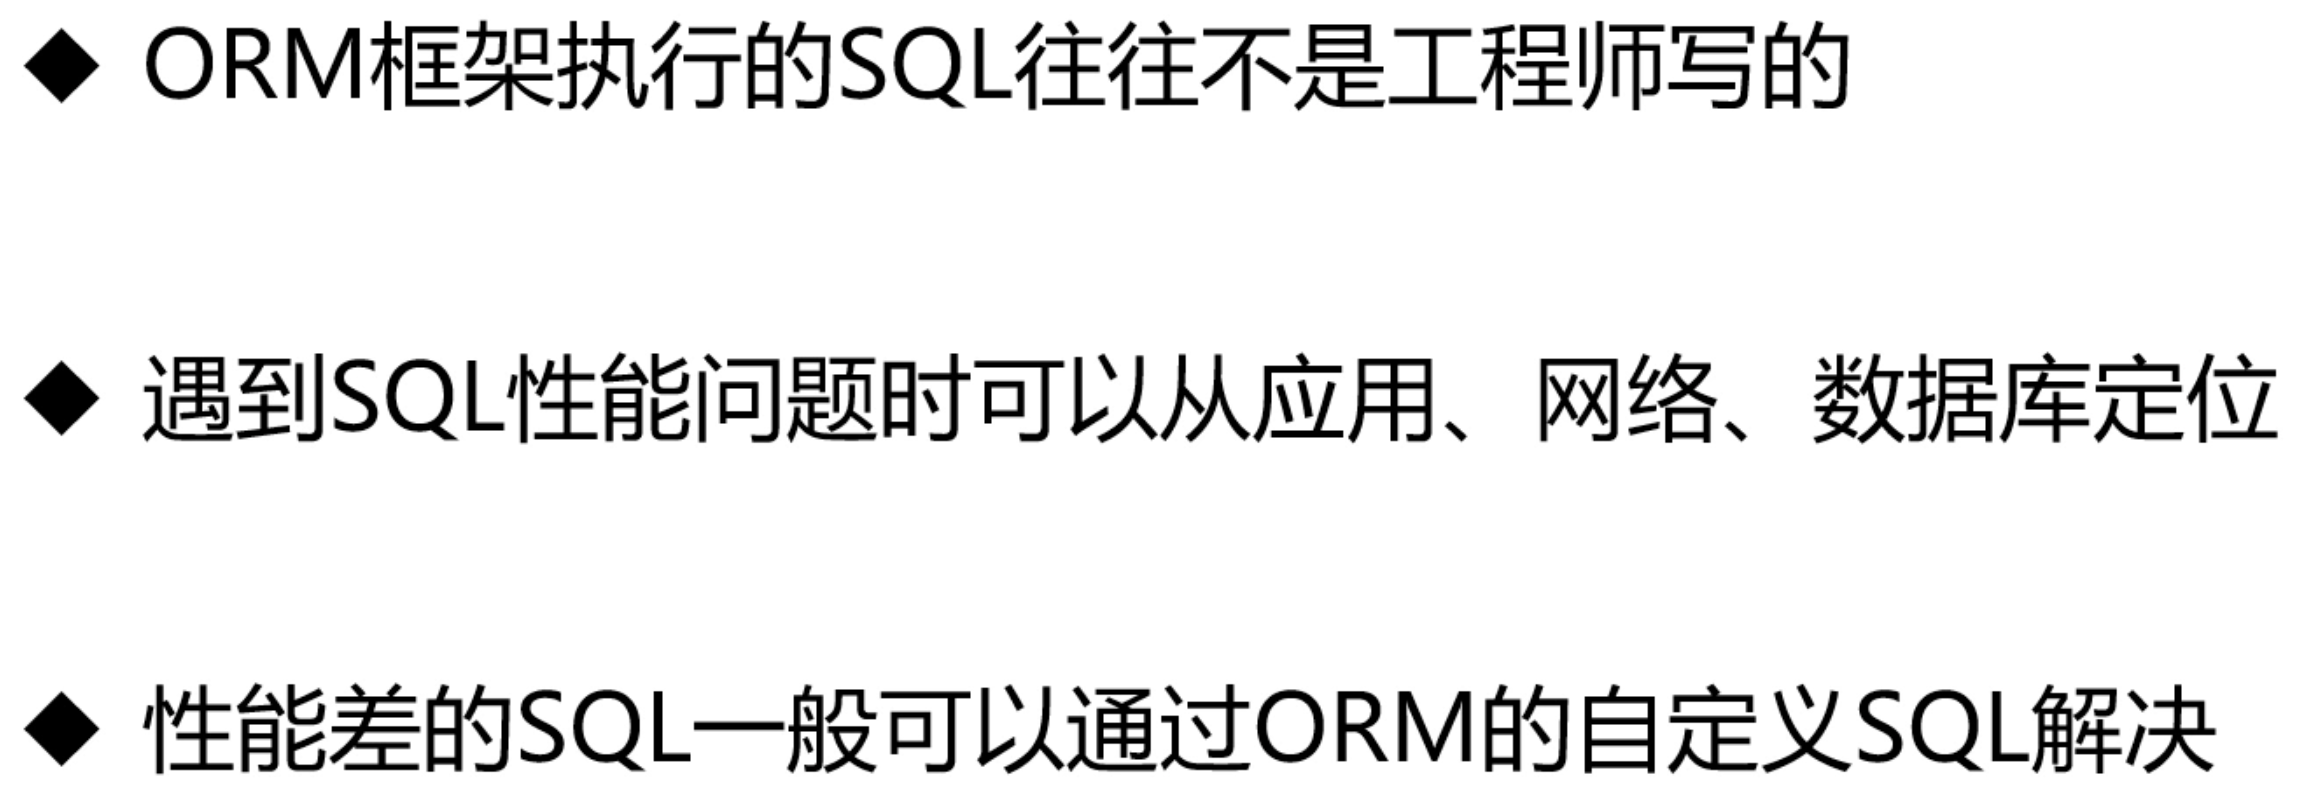 ◆ ORM框架执行的SQL往往不是工程师写的
◆ 遇到SQL性能问题时可以从应用、网络、数据库定位
◆ 性能差的SQL一般可以通过ORM的自定义SQL解决